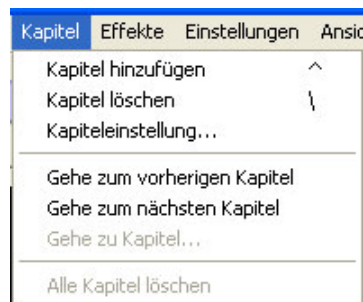 Kapitel Effekte Einstellungen Ansic
Kapitel hinzufügen ^
Kapitel löschen \
Kapiteleinstellung...
Gehe zum vorherigen Kapitel
Gehe zum nächsten Kapitel
Gehe zu Kapitel...
Alle Kapitel löschen